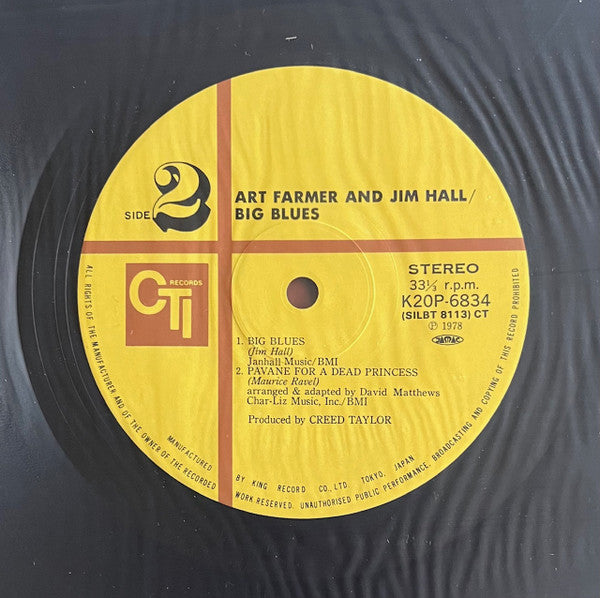 SIDE 2
ART FARMER AND JIM HALL/
BIG BLUES
CTI RECORDS
STEREO
33⅓ r.p.m.
K20P-6834
(SILBT 8113) CT
Ⓟ 1978
JASRAC
1. BIG BLUES
(Jim Hall)
Janhall Music/BMI
2. PAVANE FOR A DEAD PRINCESS
(Maurice Ravel)
arranged & adapted by David Matthews
Char-Liz Music, Inc./BMI
Produced by CREED TAYLOR
ALL RIGHTS OF THE MANUFACTURER AND OF THE OWNER OF THE RECORDED WORK RESERVED. UNAUTHORISED PUBLIC PERFORMANCE, BROADCASTING AND COPYING OF THIS RECORD PROHIBITED
MANUFACTURED BY KING RECORD CO., LTD. TOKYO, JAPAN